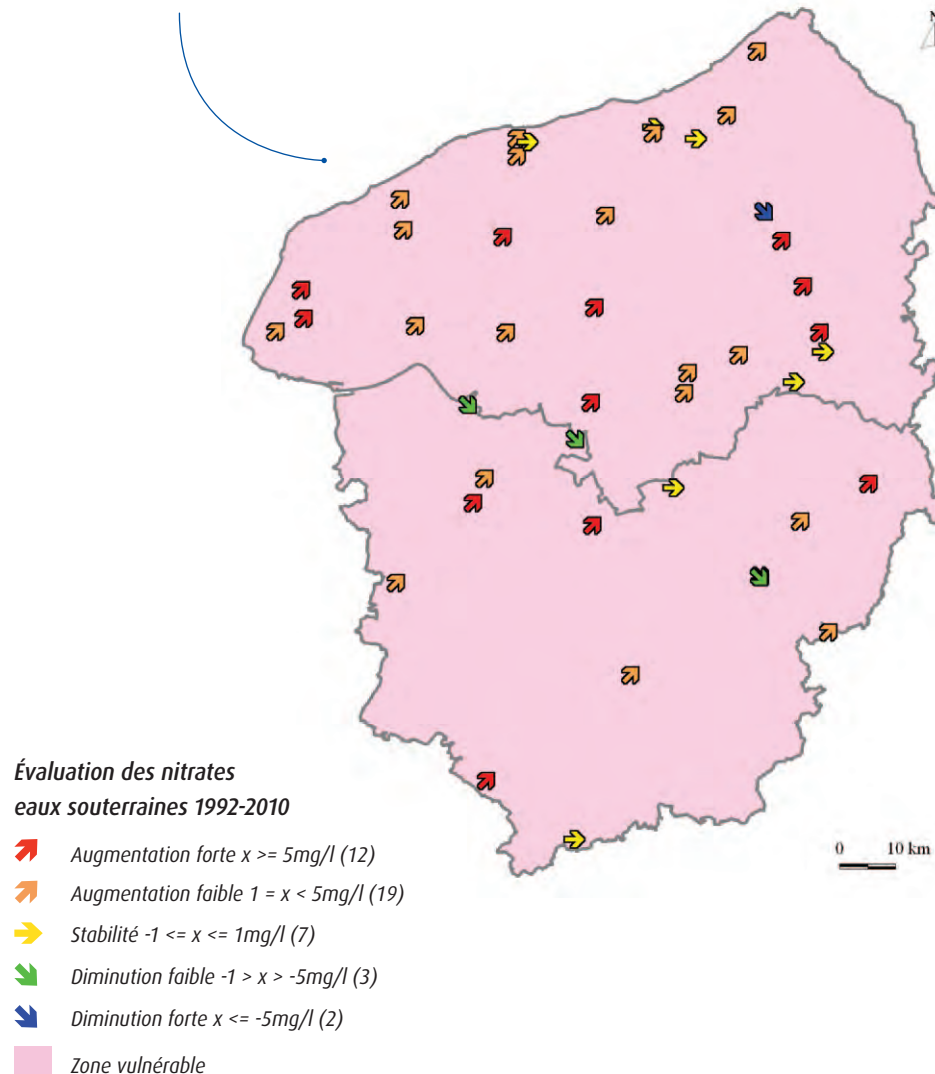 N
Évaluation des nitrates
eaux souterraines 1992-2010
Augmentation forte x >= 5mg/l (12)
Augmentation faible 1 = x < 5mg/l (19)
Stabilité -1 <= x <= 1mg/l (7)
Diminution faible -1 > x > -5mg/l (3)
Diminution forte x <= -5mg/l (2)
Zone vulnérable
0 10 km